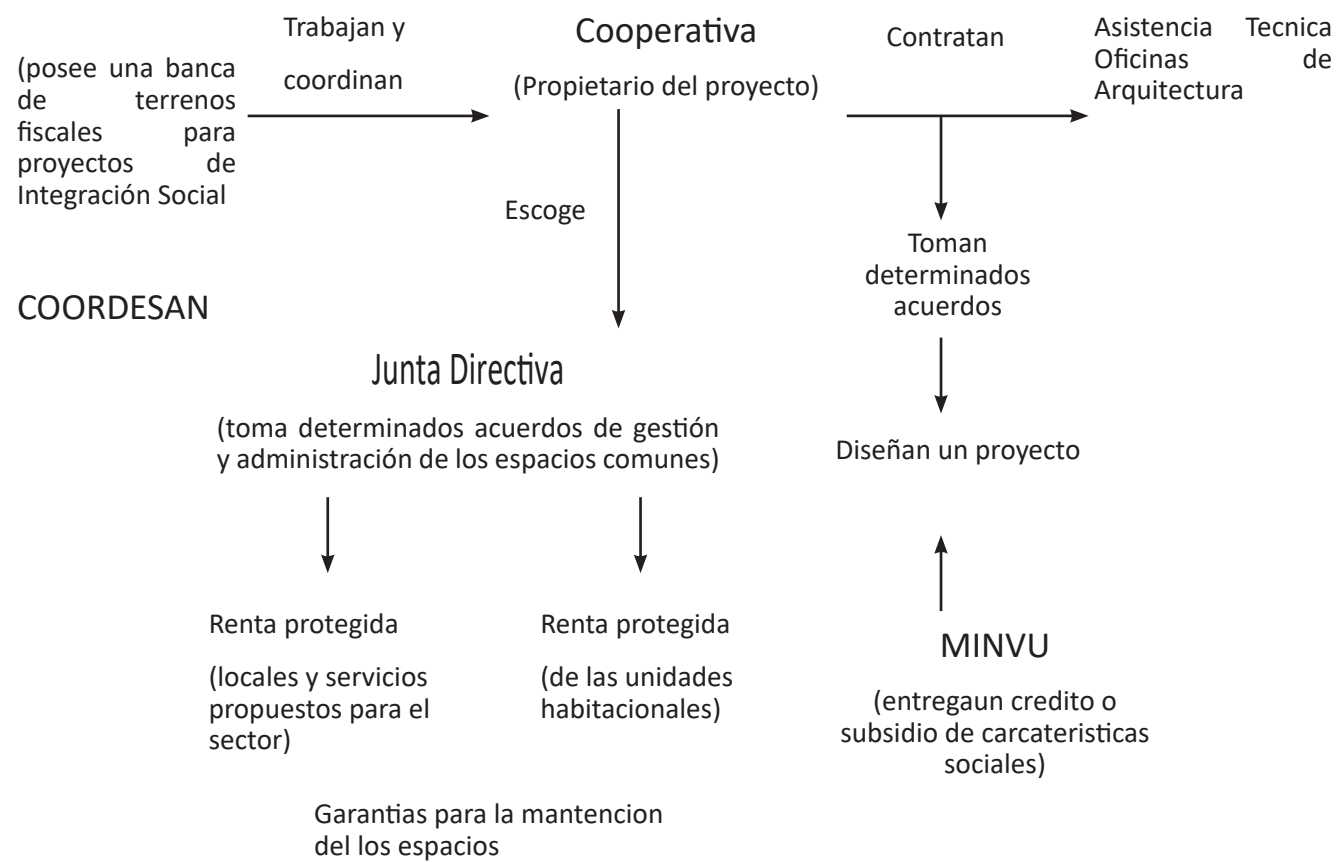 (posee una banca
de terrenos
fiscales para
proyectos de
Integración Social
COORDESAN
Trabajan y
coordinan
Cooperativa
(Propietario del proyecto)
Contratan
Asistencia Tecnica
Oficinas de
Arquitectura
Escoge
Toman
determinados
acuerdos
Junta Directiva
(toma determinados acuerdos de gestión
y administración de los espacios comunes)
Diseñan un proyecto
Renta protegida
(locales y servicios
propuestos para el
sector)
Renta protegida
(de las unidades
habitacionales)
MINVU
(entregaun credito o
subsidio de carcateristicas
sociales)
Garantias para la mantencion
del los espacios